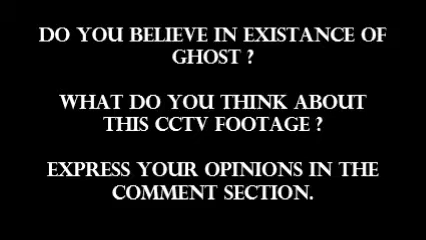 DO YOU BELIEVE IN EXISTANCE OF
GHOST ?
WHAT DO YOU THINK ABOUT
THIS CCTV FOOTAGE ?
EXPRESS YOUR OPINIONS IN THE
COMMENT SECTION.